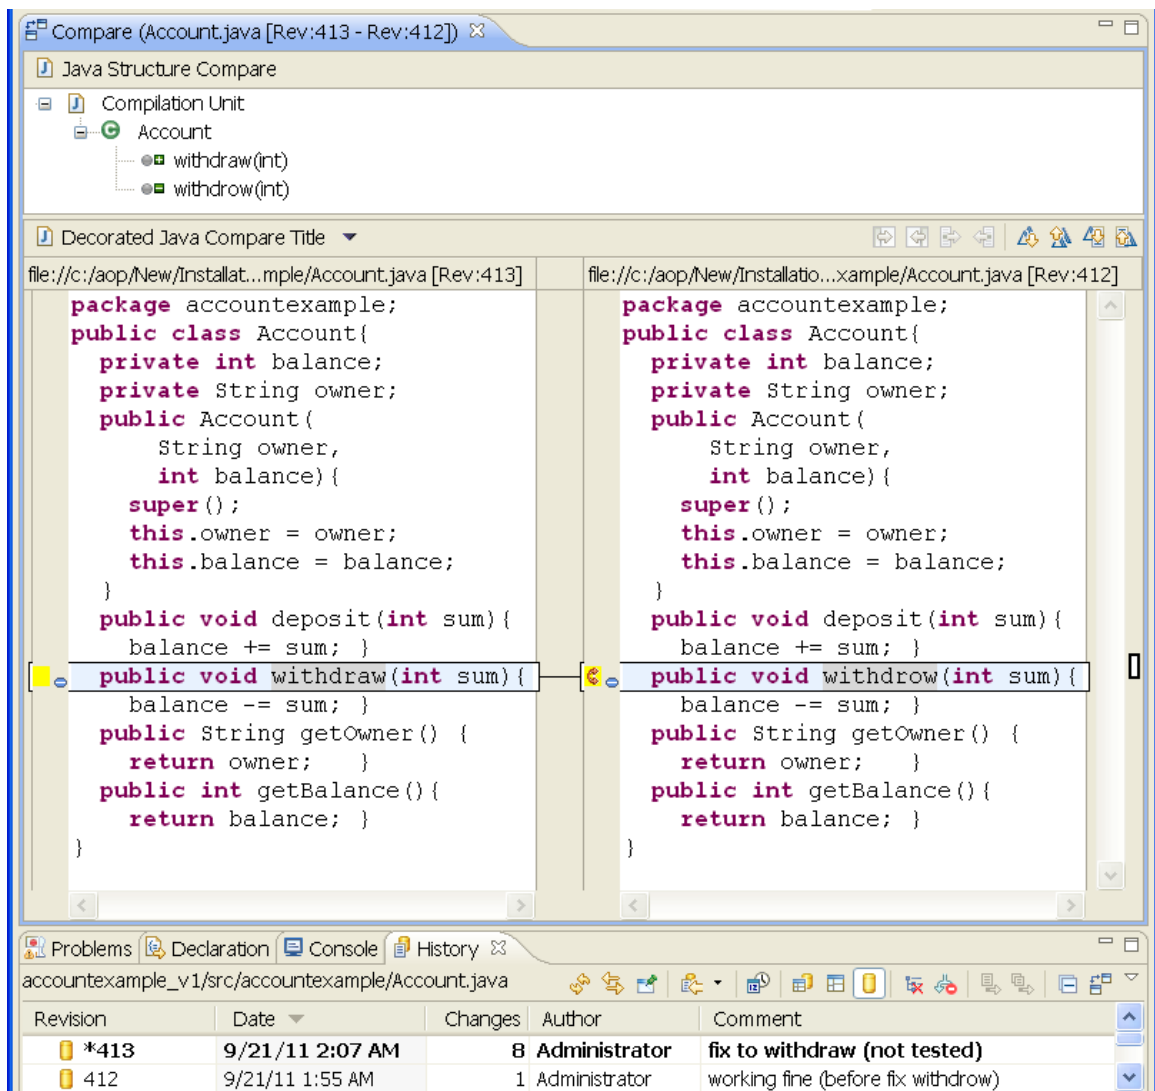 Compare (Account.java [Rev:413 - Rev:412])
Java Structure Compare
Compilation Unit
Account
withdraw(int)
withdrow(int)
Decorated Java Compare Title
file://c:/aop/New/Installat...mple/Account.java [Rev:413]
package accountexample;
public class Account{
private int balance;
private String owner;
public Account(
String owner,
int balance){
super();
this.owner = owner;
this.balance = balance;
}
public void deposit(int sum){
balance += sum; }
public void withdraw(int sum){
balance -= sum; }
public String getOwner() {
return owner; }
public int getBalance(){
return balance; }
}
file://c:/aop/New/Installatio...xample/Account.java [Rev:412]
package accountexample;
public class Account{
private int balance;
private String owner;
public Account(
String owner,
int balance){
super();
this.owner = owner;
this.balance = balance;
}
public void deposit(int sum){
balance += sum; }
public void withdrow(int sum){
balance -= sum; }
public String getOwner() {
return owner; }
public int getBalance(){
return balance; }
}
Problems Declaration Console History
accountexample_v1/src/accountexample/Account.java
Revision Date Changes Author Comment
*413 9/21/11 2:07 AM 8 Administrator fix to withdraw (not tested)
412 9/21/11 1:55 AM 1 Administrator working fine (before fix withdrow)